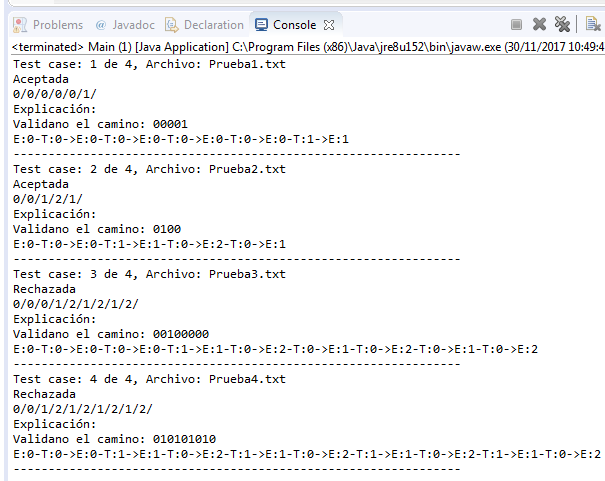 Problems @ Javadoc Declaration Console
<terminated> Main (1) [Java Application] C:\Program Files (x86)\Java\jre8u152\bin\javaw.exe (30/11/2017 10:49:4
Test case: 1 de 4, Archivo: Prueba1.txt
Aceptada
0/0/0/0/0/1/
Explicación:
Validano el camino: 00001
E:0-T:0->E:0-T:0->E:0-T:0->E:0-T:0->E:0-T:1->E:1
------------------------------------------------------------
Test case: 2 de 4, Archivo: Prueba2.txt
Aceptada
0/0/1/2/1/
Explicación:
Validano el camino: 0100
E:0-T:0->E:0-T:1->E:1-T:0->E:2-T:0->E:1
------------------------------------------------------------
Test case: 3 de 4, Archivo: Prueba3.txt
Rechazada
0/0/0/1/2/1/2/1/2/
Explicación:
Validano el camino: 00100000
E:0-T:0->E:0-T:0->E:0-T:1->E:1-T:0->E:2-T:0->E:1-T:0->E:2-T:0->E:1-T:0->E:2
------------------------------------------------------------
Test case: 4 de 4, Archivo: Prueba4.txt
Rechazada
0/0/1/2/1/2/1/2/1/2/
Explicación:
Validano el camino: 010101010
E:0-T:0->E:0-T:1->E:1-T:0->E:2-T:1->E:1-T:0->E:2-T:1->E:1-T:0->E:2-T:1->E:1-T:0->E:2
------------------------------------------------------------